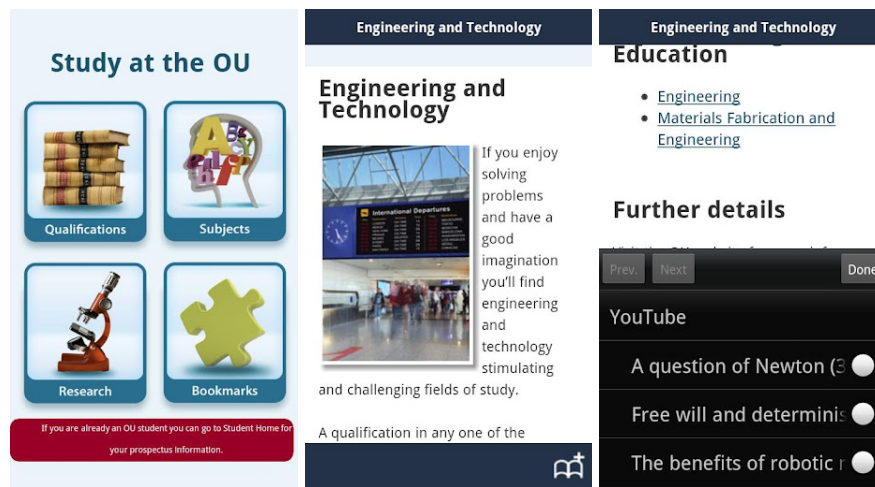 Study at the OU
Qualifications
Subjects
Research
Bookmarks
If you are already an OU student you can go to Student Home for
your prospectus information.
Engineering and Technology
Engineering and
Technology
International Departures
If you enjoy
solving
problems
and have a
good
imagination
you'll find
engineering
and
technology
stimulating
and challenging fields of study.
A qualification in any one of the
Engineering and Technology
Education
Engineering
Materials Fabrication and
Engineering
Further details
Prev.
Next
Done
YouTube
A question of Newton (3
Free will and determinis
The benefits of robotic